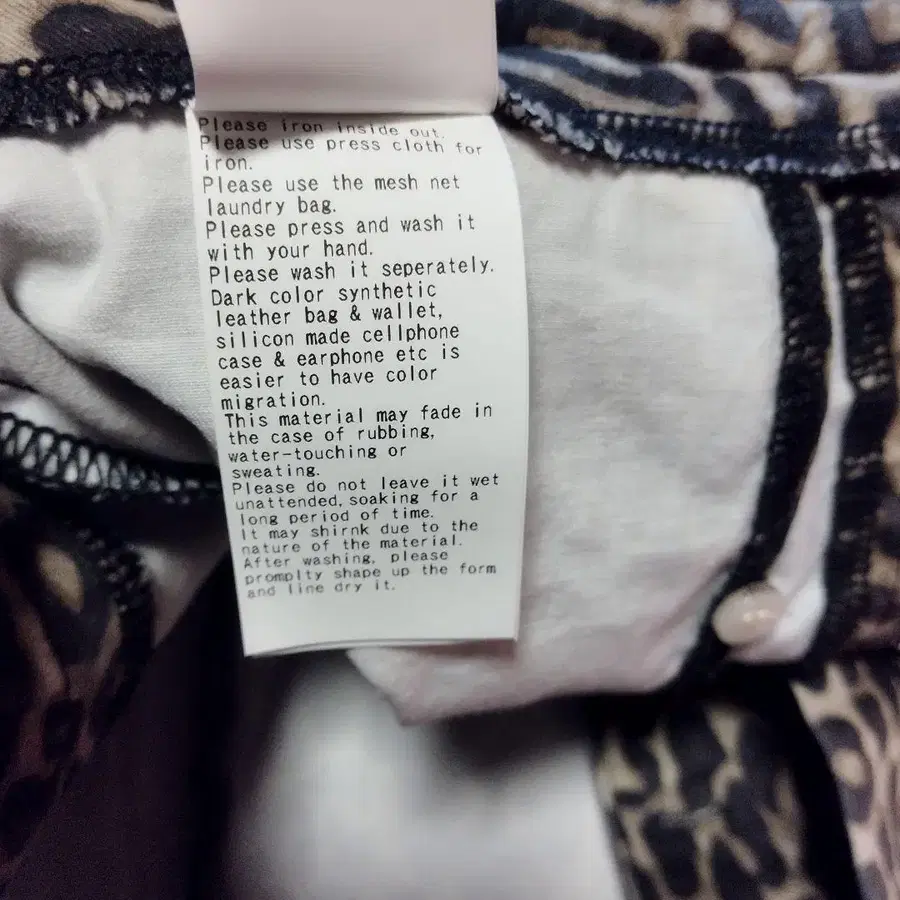 Please iron inside out.
Please use press cloth for
iron.
Please use the mesh net
laundry bag.
Please press and wash it
with your hand.
Please wash it seperately.
Dark color synthetic
leather bag & wallet,
silicon made cellphone
case & earphone etc is
easier to have color
migration.
This material may fade in
the case of rubbing,
water-touching or
sweating.
Please do not leave it wet
unattended, soaking for a
long period of time.
It may shirnk due to the
nature of the material.
After washing, please
promplty shape up the form
and line dry it.